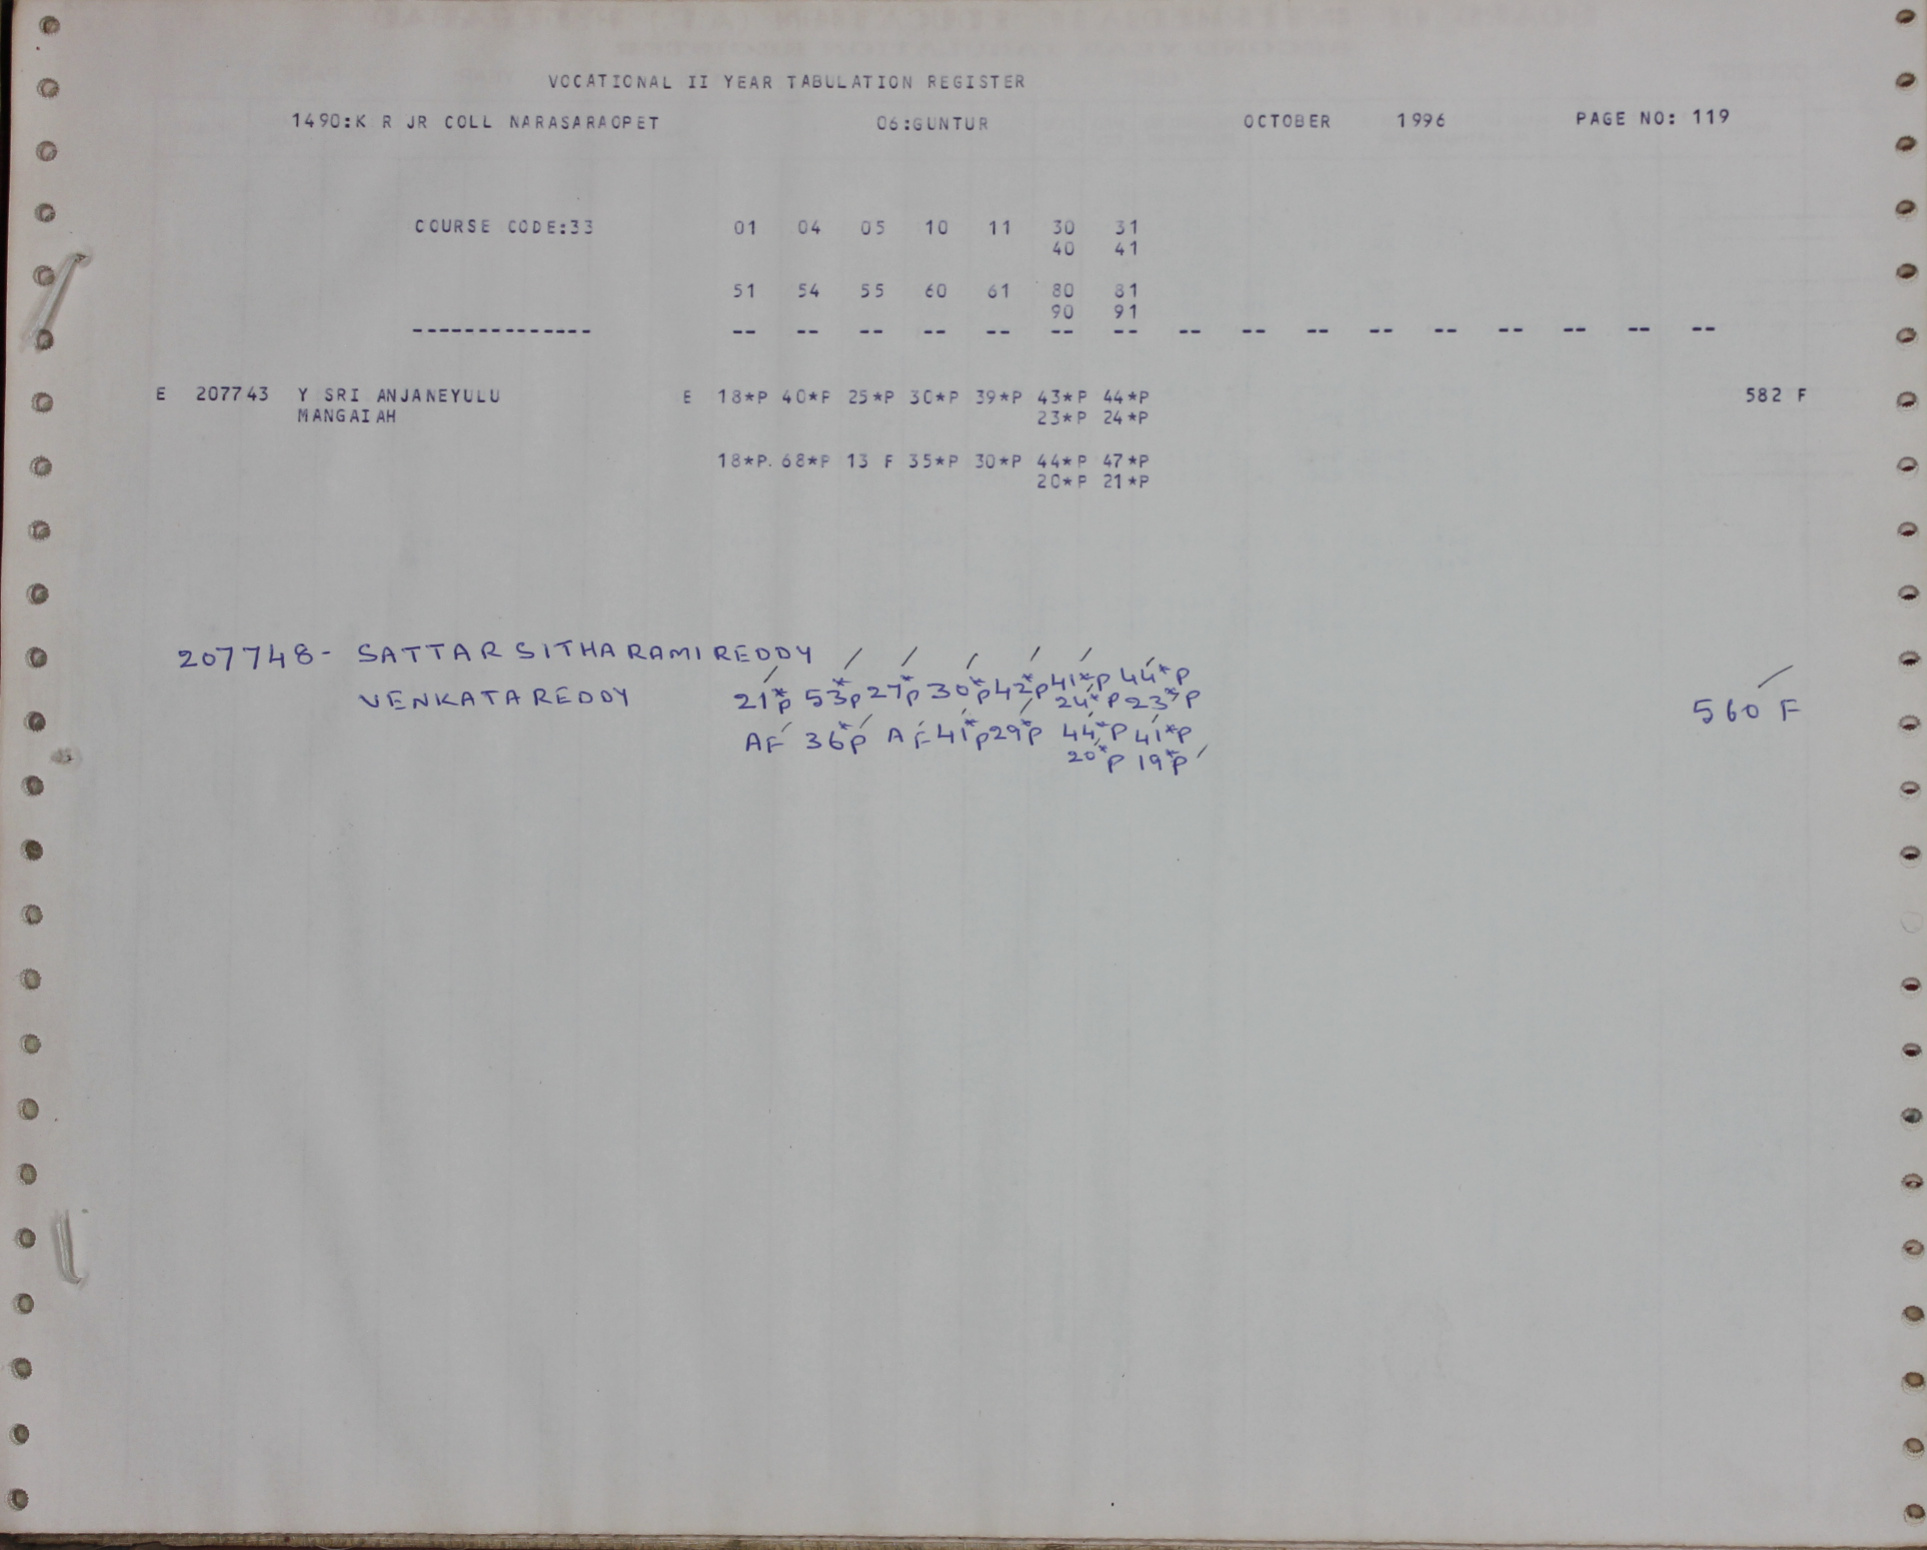 VOCATIONAL II YEAR TABULATION REGISTER
1490:K R JR COLL NARASARAOPET 06:GUNTUR OCTOBER 1996 PAGE NO: 119
COURSE CODE:33 01 04 05 10 11 30 31
40 41
51 54 55 60 61 80 81
90 91
-------------- -- -- -- -- -- -- -- -- -- -- -- -- -- -- -- --
E 207743 Y SRI ANJANEYULU E 18*P 40*P 25*P 30*P 39*P 43*P 44*P 582 F
MANGAIAH 23*P 24*P
18*P. 68*P 13 F 35*P 30*P 44*P 47*P
20*P 21*P
207748- SATTAR SITHARAMIREDDY
VENKATAREDDY 21*P 53*P 27*P 30*P 42*P 41*P 44*P 560 F
24*P 23*P
AF 36*P AF 41*P 29*P 44*P 41*P
20*P 19*P